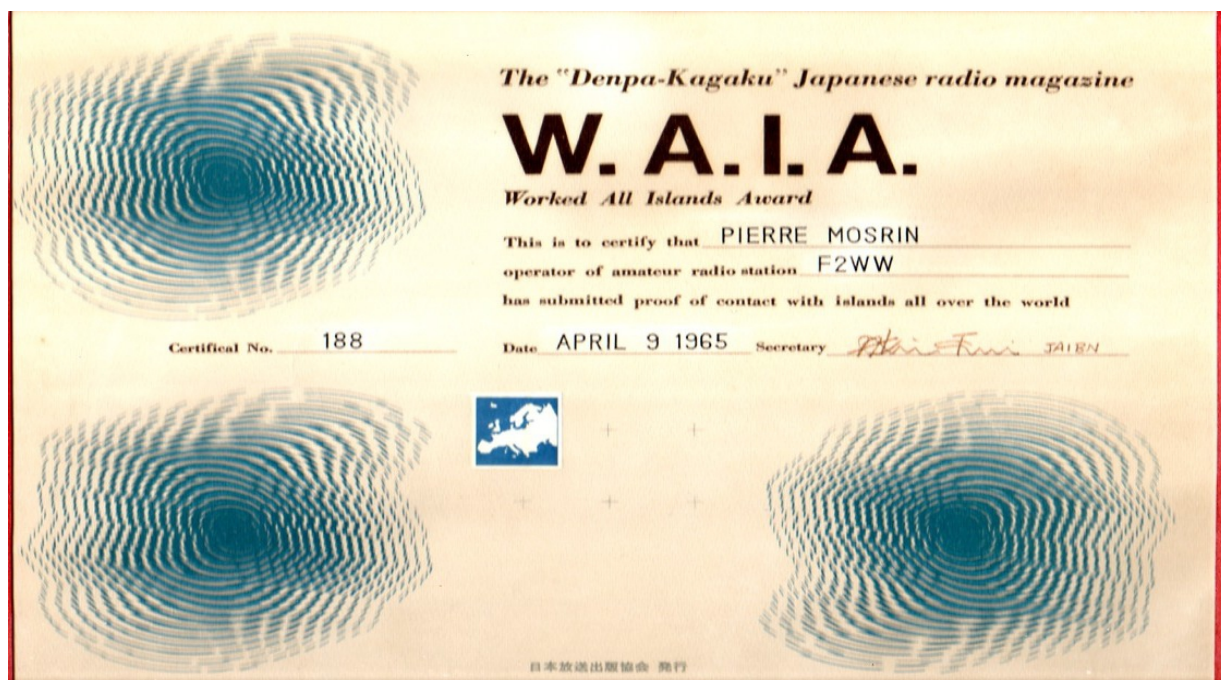 The "Denpa-Kagaku" Japanese radio magazine
W. A. I. A.
Worked All Islands Award
This is to certify that PIERRE MOSRIN
operator of amateur radio station F2WW
has submitted proof of contact with islands all over the world
Certifical No. 188 Date APRIL 9 1965 Secretary JA1BN
日本放送出版協会 発行